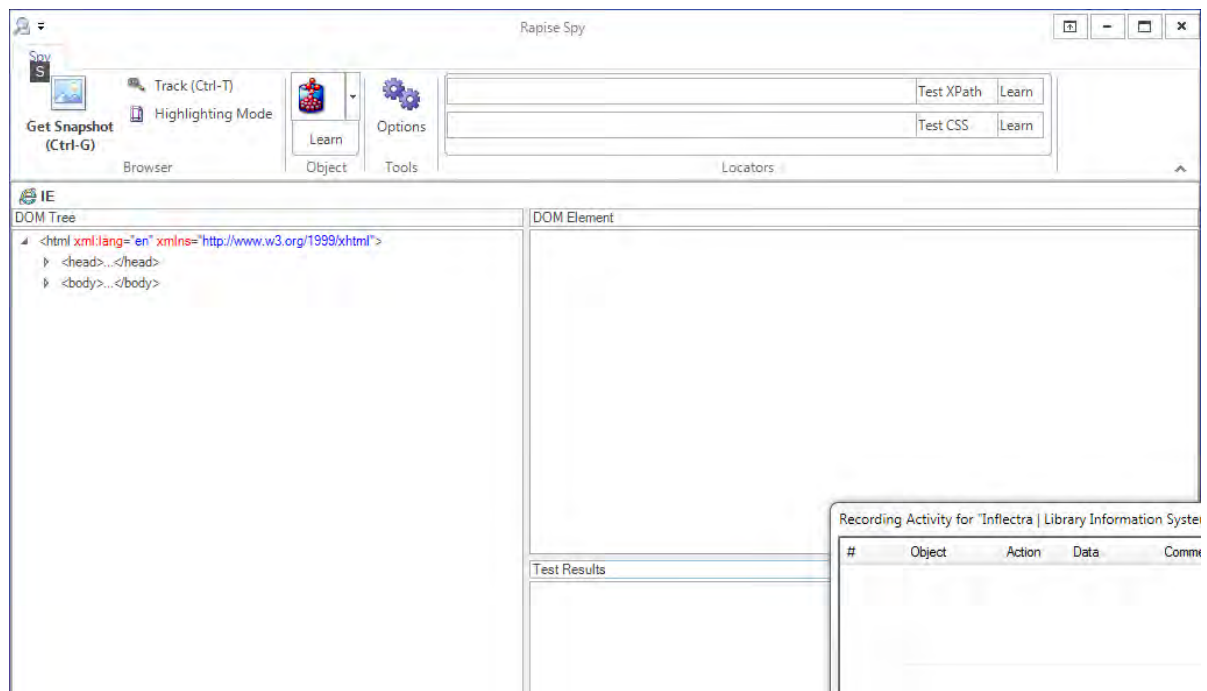 Rapise Spy
Spy
S
Get Snapshot
(Ctrl-G)
Track (Ctrl-T)
Highlighting Mode
Browser
Learn
Object
Options
Tools
Test XPath Learn
Test CSS Learn
Locators
IE
DOM Tree
<html xml:lang="en" xmlns="http://www.w3.org/1999/xhtml">
<head>...</head>
<body>...</body>
DOM Element
Test Results
Recording Activity for "Inflectra | Library Information Syste
# Object Action Data Comme